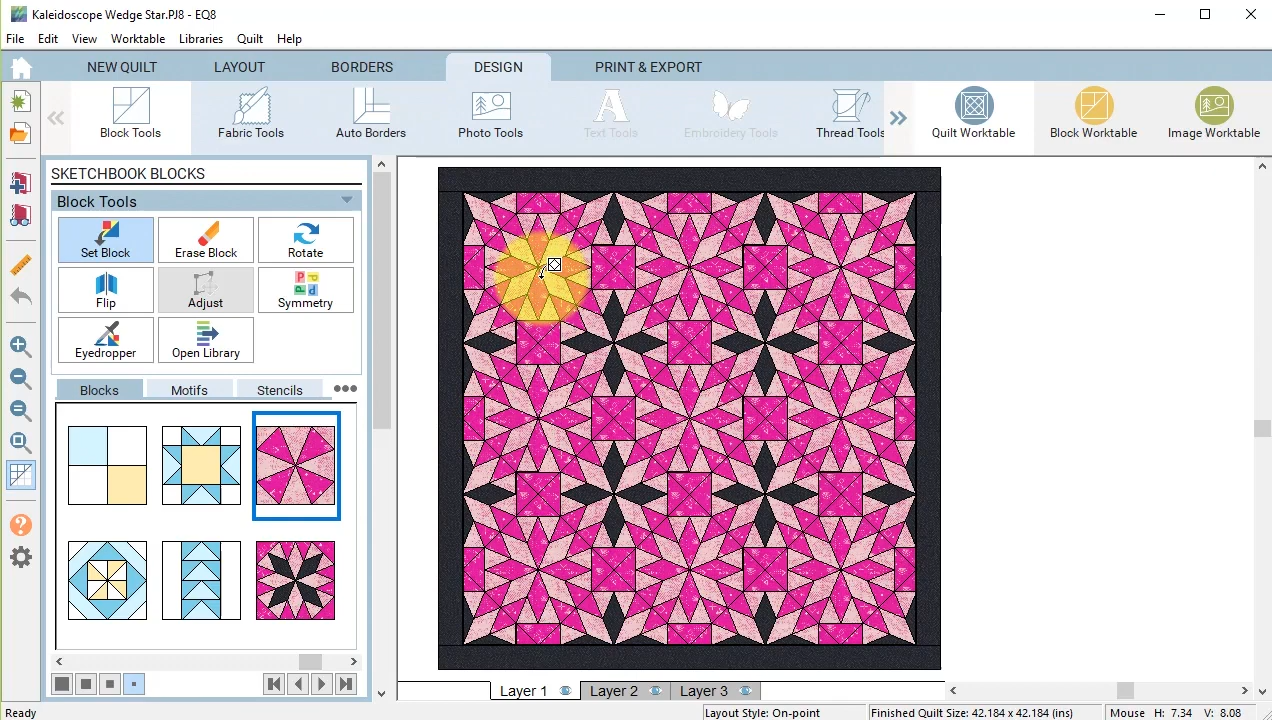 Kaleidoscope Wedge Star.PJ8 - EQ8
File Edit View Worktable Libraries Quilt Help
NEW QUILT LAYOUT BORDERS DESIGN PRINT & EXPORT
Block Tools Fabric Tools Auto Borders Photo Tools Text Tools Embroidery Tools Thread Tools Quilt Worktable Block Worktable Image Worktable
SKETCHBOOK BLOCKS
Block Tools
Set Block Erase Block Rotate
Flip Adjust Symmetry
Eyedropper Open Library
Blocks Motifs Stencils
Layer 1 Layer 2 Layer 3
Ready Layout Style: On-point Finished Quilt Size: 42.184 x 42.184 (ins) Mouse H: 7.34 V: 8.08